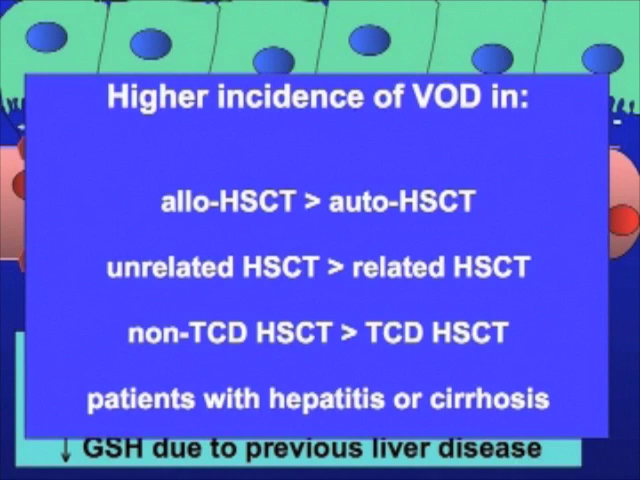 Higher incidence of VOD in:
allo-HSCT > auto-HSCT
unrelated HSCT > related HSCT
non-TCD HSCT > TCD HSCT
patients with hepatitis or cirrhosis
↓ GSH due to previous liver disease